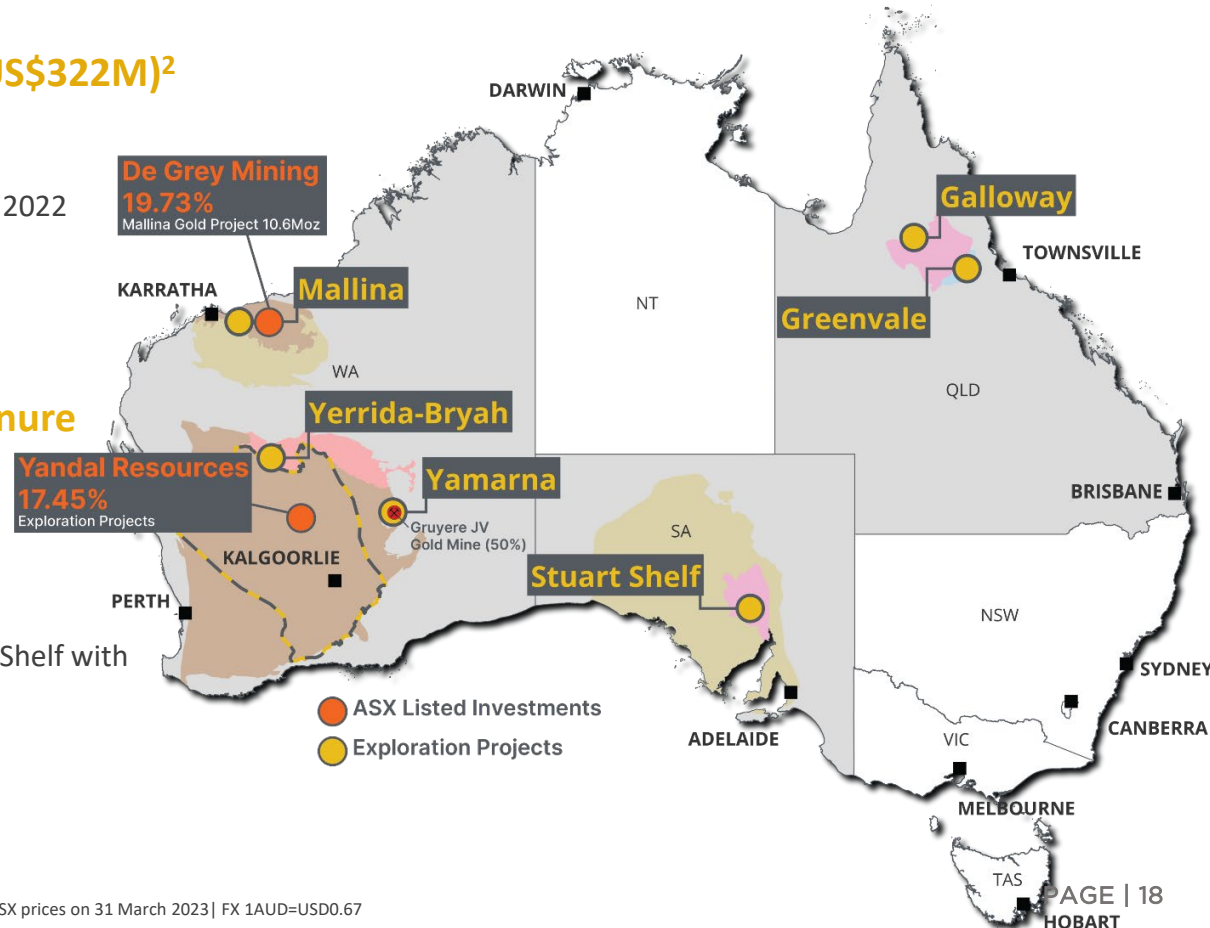 US$322M)²
DARWIN
De Grey Mining
19.73%
Mallina Gold Project 10.6Moz
2022
Galloway
TOWNSVILLE
KARRATHA
Mallina
NT
Greenvale
WA
QLD
Yerrida-Bryah
nure
Yandal Resources
17.45%
Exploration Projects
Yamarna
Gruyere JV
Gold Mine (50%)
BRISBANE
SA
KALGOORLIE
Stuart Shelf
PERTH
NSW
Shelf with
SYDNEY
ASX Listed Investments
Exploration Projects
ADELAIDE
CANBERRA
VIC
MELBOURNE
TAS
PAGE | 18
HOBART
SX prices on 31 March 2023| FX 1AUD=USD0.67